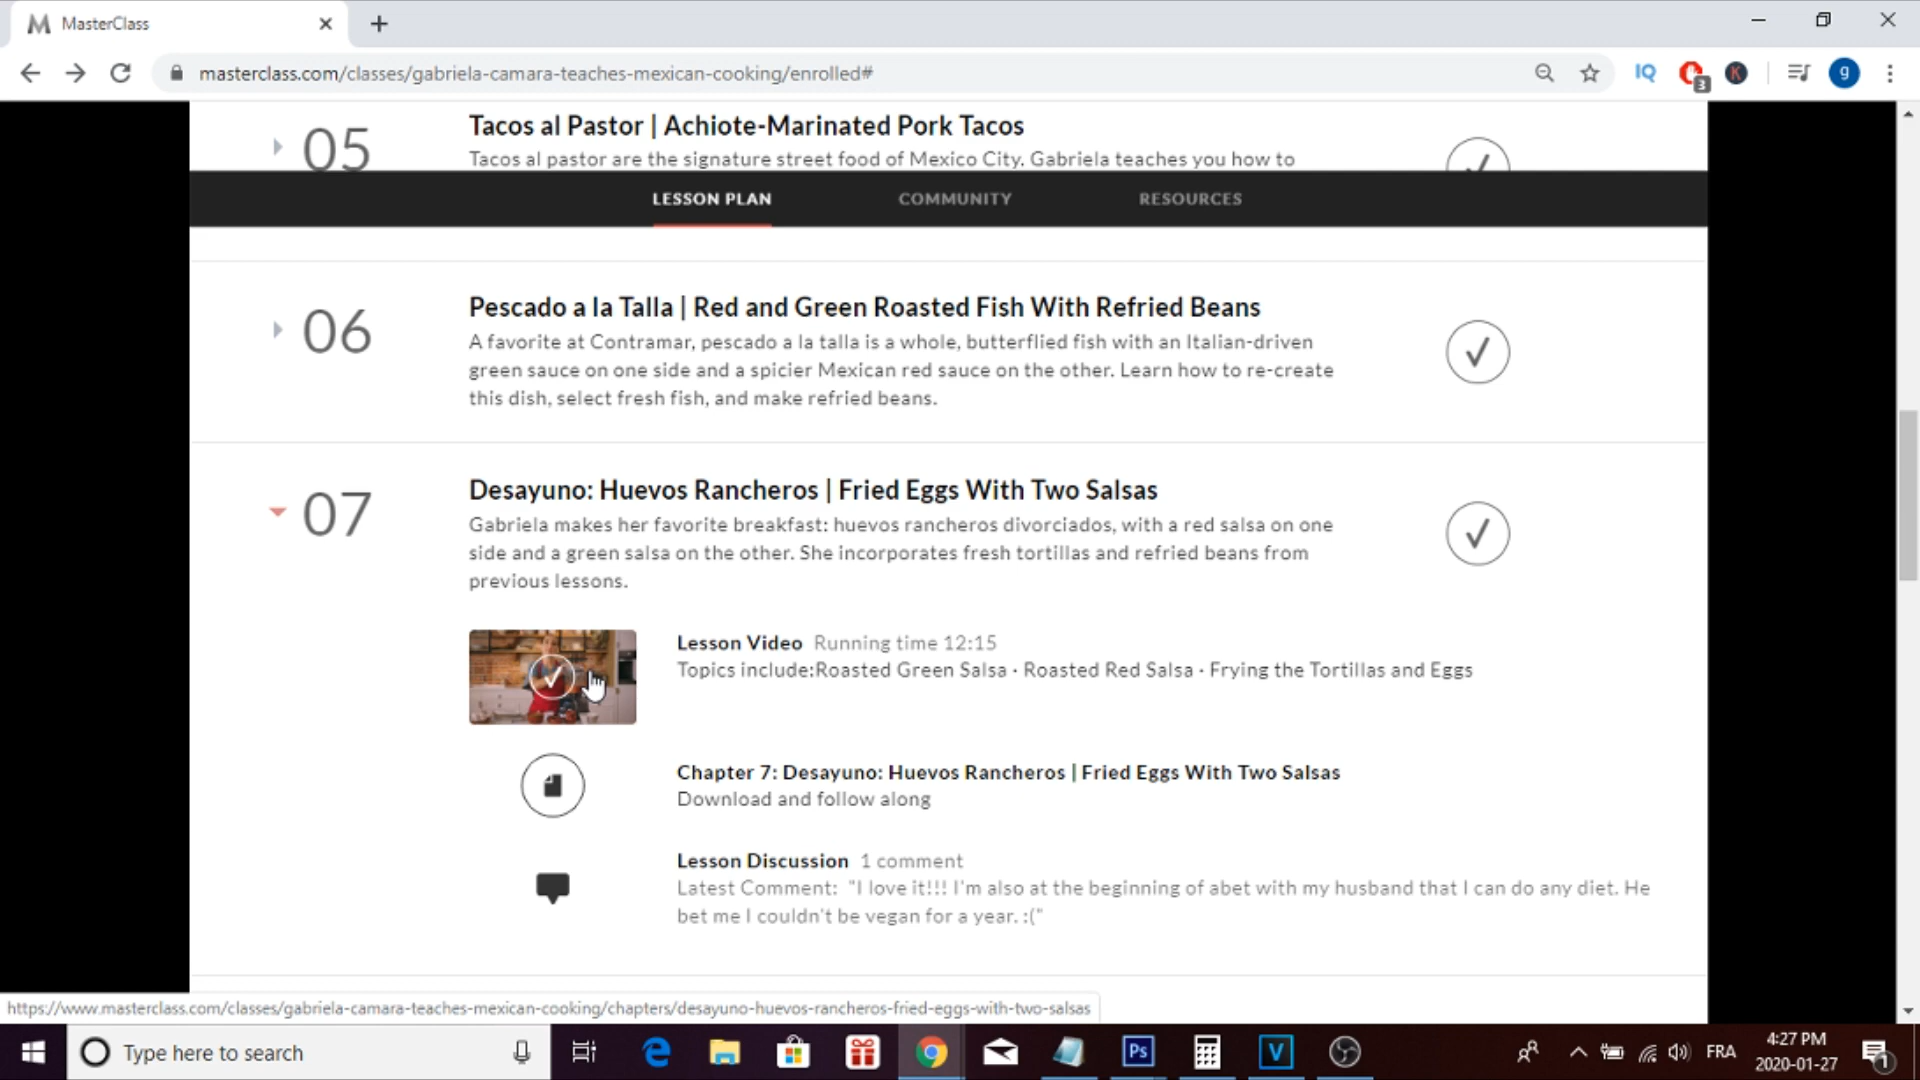 MasterClass
masterclass.com/classes/gabriela-camara-teaches-mexican-cooking/enrolled#
IQ
3
K
g
05
Tacos al Pastor | Achiote-Marinated Pork Tacos
Tacos al pastor are the signature street food of Mexico City. Gabriela teaches you how to
LESSON PLAN
COMMUNITY
RESOURCES
06
Pescado a la Talla | Red and Green Roasted Fish With Refried Beans
A favorite at Contramar, pescado a la talla is a whole, butterflied fish with an Italian-driven
green sauce on one side and a spicier Mexican red sauce on the other. Learn how to re-create
this dish, select fresh fish, and make refried beans.
07
Desayuno: Huevos Rancheros | Fried Eggs With Two Salsas
Gabriela makes her favorite breakfast: huevos rancheros divorciados, with a red salsa on one
side and a green salsa on the other. She incorporates fresh tortillas and refried beans from
previous lessons.
Lesson Video Running time 12:15
Topics include:Roasted Green Salsa · Roasted Red Salsa · Frying the Tortillas and Eggs
Chapter 7: Desayuno: Huevos Rancheros | Fried Eggs With Two Salsas
Download and follow along
Lesson Discussion 1 comment
Latest Comment: "I love it!!! I'm also at the beginning of abet with my husband that I can do any diet. He
bet me I couldn't be vegan for a year. :("
https://www.masterclass.com/classes/gabriela-camara-teaches-mexican-cooking/chapters/desayuno-huevos-rancheros-fried-eggs-with-two-salsas
Type here to search
Ps
V
FRA
4:27 PM
2020-01-27
1